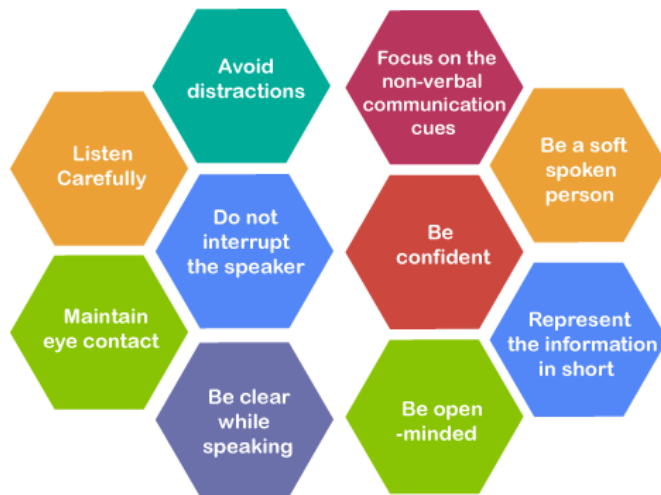 Avoid
distractions
Focus on the
non-verbal
communication
cues
Listen
Carefully
Be a soft
spoken
person
Do not
interrupt
the speaker
Be
confident
Maintain
eye contact
Represent
the information
in short
Be clear
while
speaking
Be open
-minded